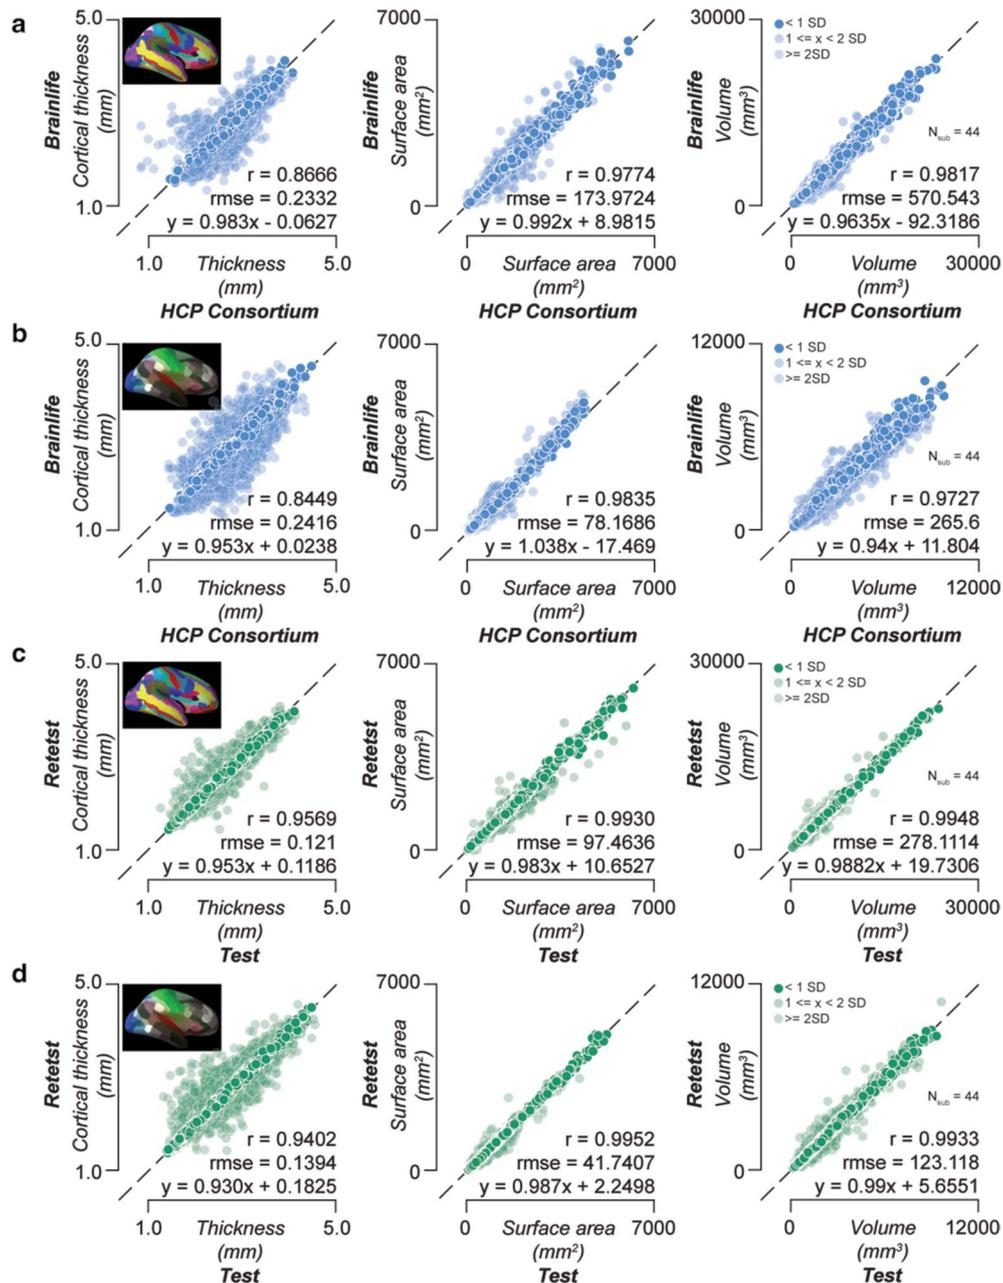 a
5.0
Brainlife
Cortical thickness
(mm)
1.0
r = 0.8666
rmse = 0.2332
y = 0.983x - 0.0627
1.0 Thickness 5.0
(mm)
HCP Consortium
7000
Brainlife
Surface area
(mm²)
0
r = 0.9774
rmse = 173.9724
y = 0.992x + 8.9815
0 Surface area 7000
(mm²)
HCP Consortium
30000
Brainlife
Volume
(mm³)
0
< 1 SD
1 <= x < 2 SD
>= 2SD
Nsub = 44
r = 0.9817
rmse = 570.543
y = 0.9635x - 92.3186
0 Volume 30000
(mm³)
HCP Consortium
b
5.0
Brainlife
Cortical thickness
(mm)
1.0
r = 0.8449
rmse = 0.2416
y = 0.953x + 0.0238
1.0 Thickness 5.0
(mm)
HCP Consortium
7000
Brainlife
Surface area
(mm²)
0
r = 0.9835
rmse = 78.1686
y = 1.038x - 17.469
0 Surface area 7000
(mm²)
HCP Consortium
12000
Brainlife
Volume
(mm³)
0
< 1 SD
1 <= x < 2 SD
>= 2SD
Nsub = 44
r = 0.9727
rmse = 265.6
y = 0.94x + 11.804
0 Volume 12000
(mm³)
HCP Consortium
c
5.0
Retetst
Cortical thickness
(mm)
1.0
r = 0.9569
rmse = 0.121
y = 0.953x + 0.1186
1.0 Thickness 5.0
(mm)
Test
7000
Retetst
Surface area
(mm²)
0
r = 0.9930
rmse = 97.4636
y = 0.983x + 10.6527
0 Surface area 7000
(mm²)
Test
30000
Retetst
Volume
(mm³)
0
< 1 SD
1 <= x < 2 SD
>= 2SD
Nsub = 44
r = 0.9948
rmse = 278.1114
y = 0.9882x + 19.7306
0 Volume 30000
(mm³)
Test
d
5.0
Retetst
Cortical thickness
(mm)
1.0
r = 0.9402
rmse = 0.1394
y = 0.930x + 0.1825
1.0 Thickness 5.0
(mm)
Test
7000
Retetst
Surface area
(mm²)
0
r = 0.9952
rmse = 41.7407
y = 0.987x + 2.2498
0 Surface area 7000
(mm²)
Test
12000
Retetst
Volume
(mm³)
0
< 1 SD
1 <= x < 2 SD
>= 2SD
Nsub = 44
r = 0.9933
rmse = 123.118
y = 0.99x + 5.6551
0 Volume 12000
(mm³)
Test